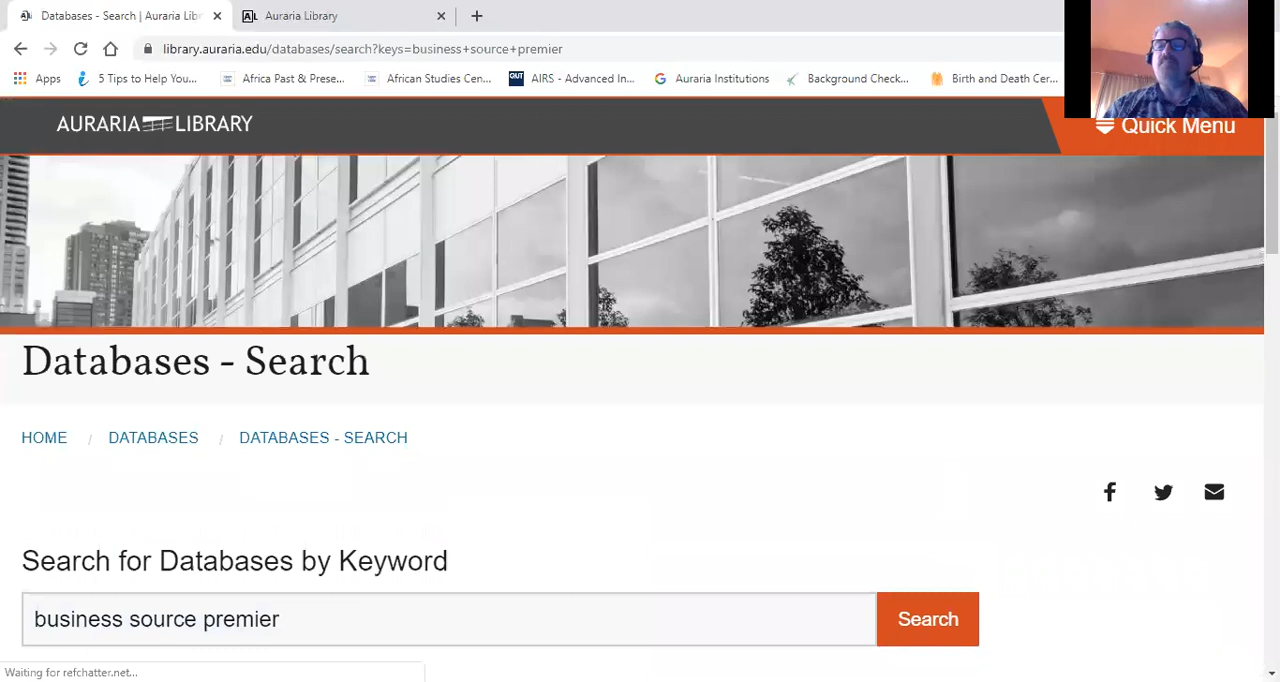 Databases - Search | Auraria Lib
Auraria Library
library.auraria.edu/databases/search?keys=business+source+premier
Apps
5 Tips to Help You...
Africa Past & Prese...
African Studies Cen...
QUT
AIRS - Advanced In...
Auraria Institutions
Background Check...
Birth and Death Cer...
AURARIA LIBRARY
Quick Menu
Databases - Search
HOME / DATABASES / DATABASES - SEARCH
Search for Databases by Keyword
business source premier
Search
Waiting for refchatter.net...